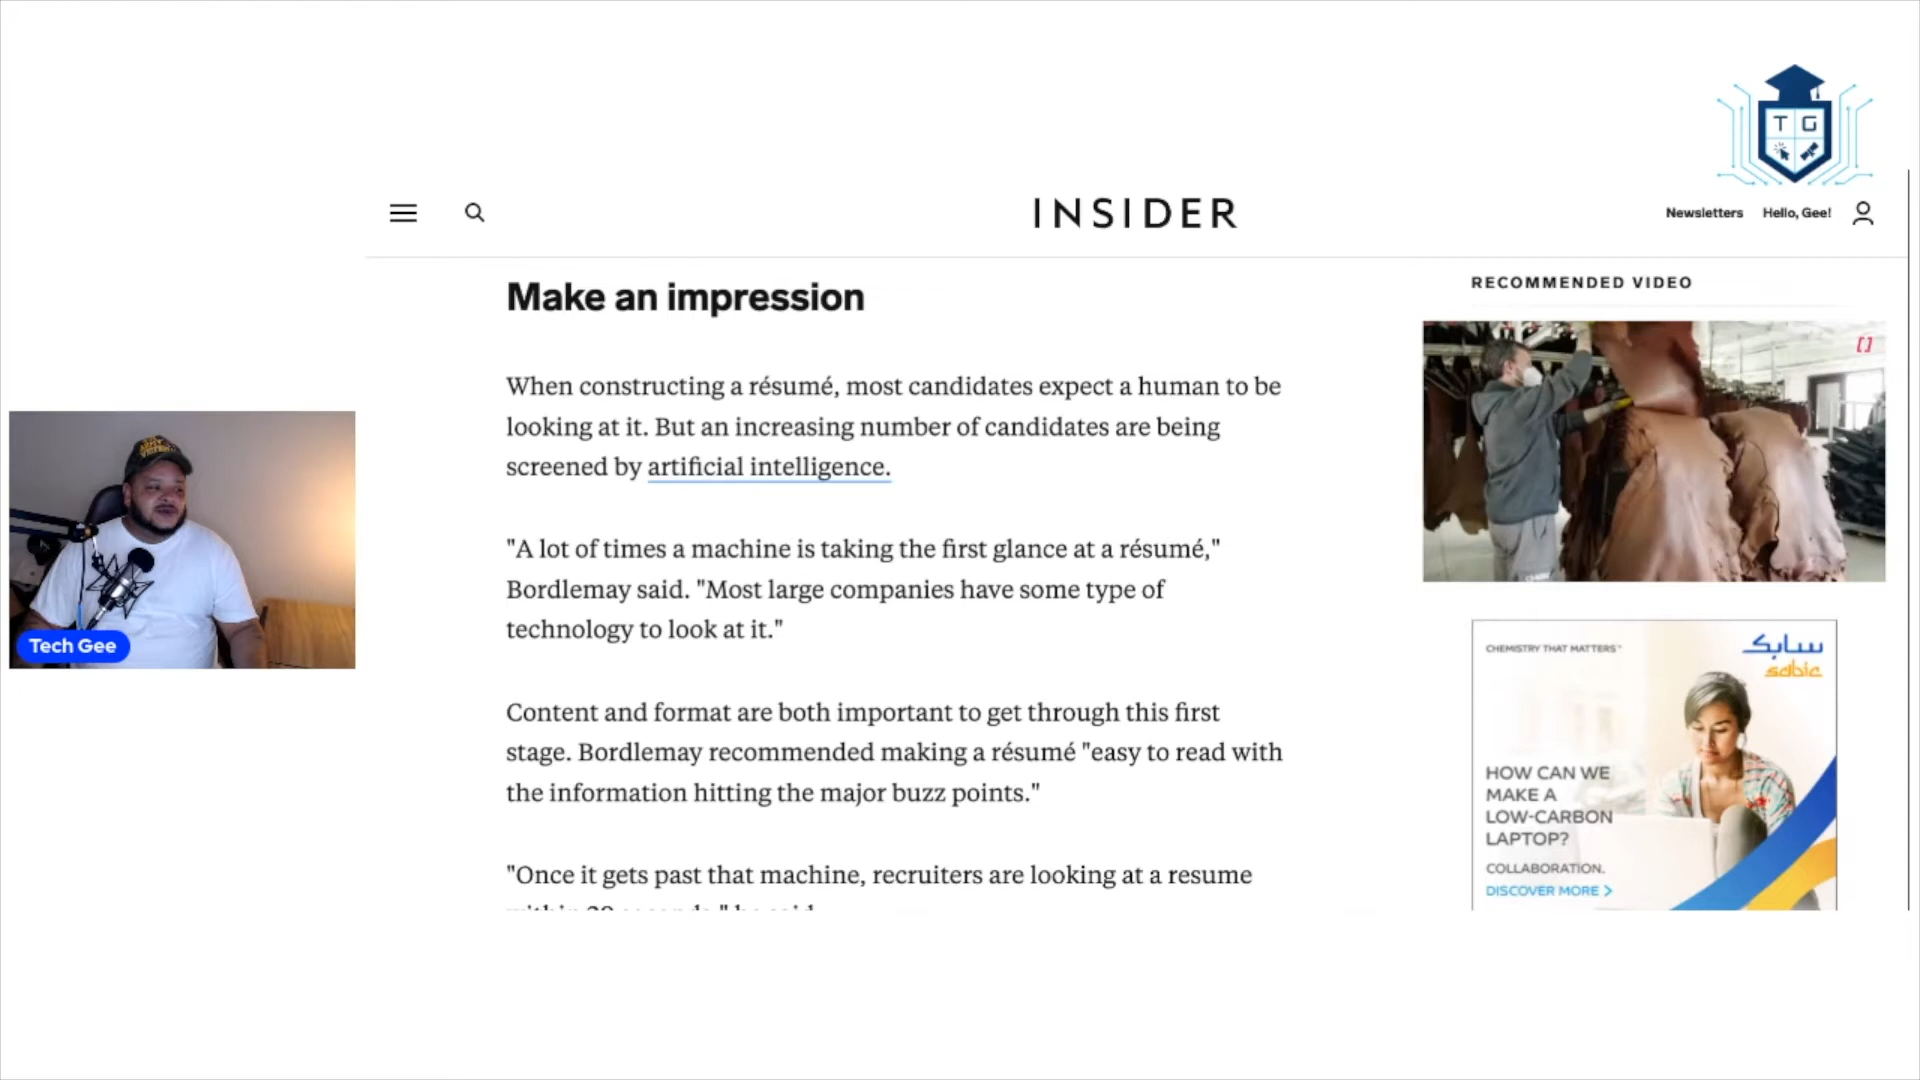 T G
INSIDER
Newsletters
Hello, Gee!
Make an impression
RECOMMENDED VIDEO
When constructing a résumé, most candidates expect a human to be
looking at it. But an increasing number of candidates are being
screened by artificial intelligence.
"A lot of times a machine is taking the first glance at a résumé,"
Bordlemay said. "Most large companies have some type of
technology to look at it."
Content and format are both important to get through this first
stage. Bordlemay recommended making a résumé "easy to read with
the information hitting the major buzz points."
"Once it gets past that machine, recruiters are looking at a resume
Tech Gee
CHEMISTRY THAT MATTERS™
سابك
sabic
HOW CAN WE
MAKE A
LOW-CARBON
LAPTOP?
COLLABORATION.
DISCOVER MORE >